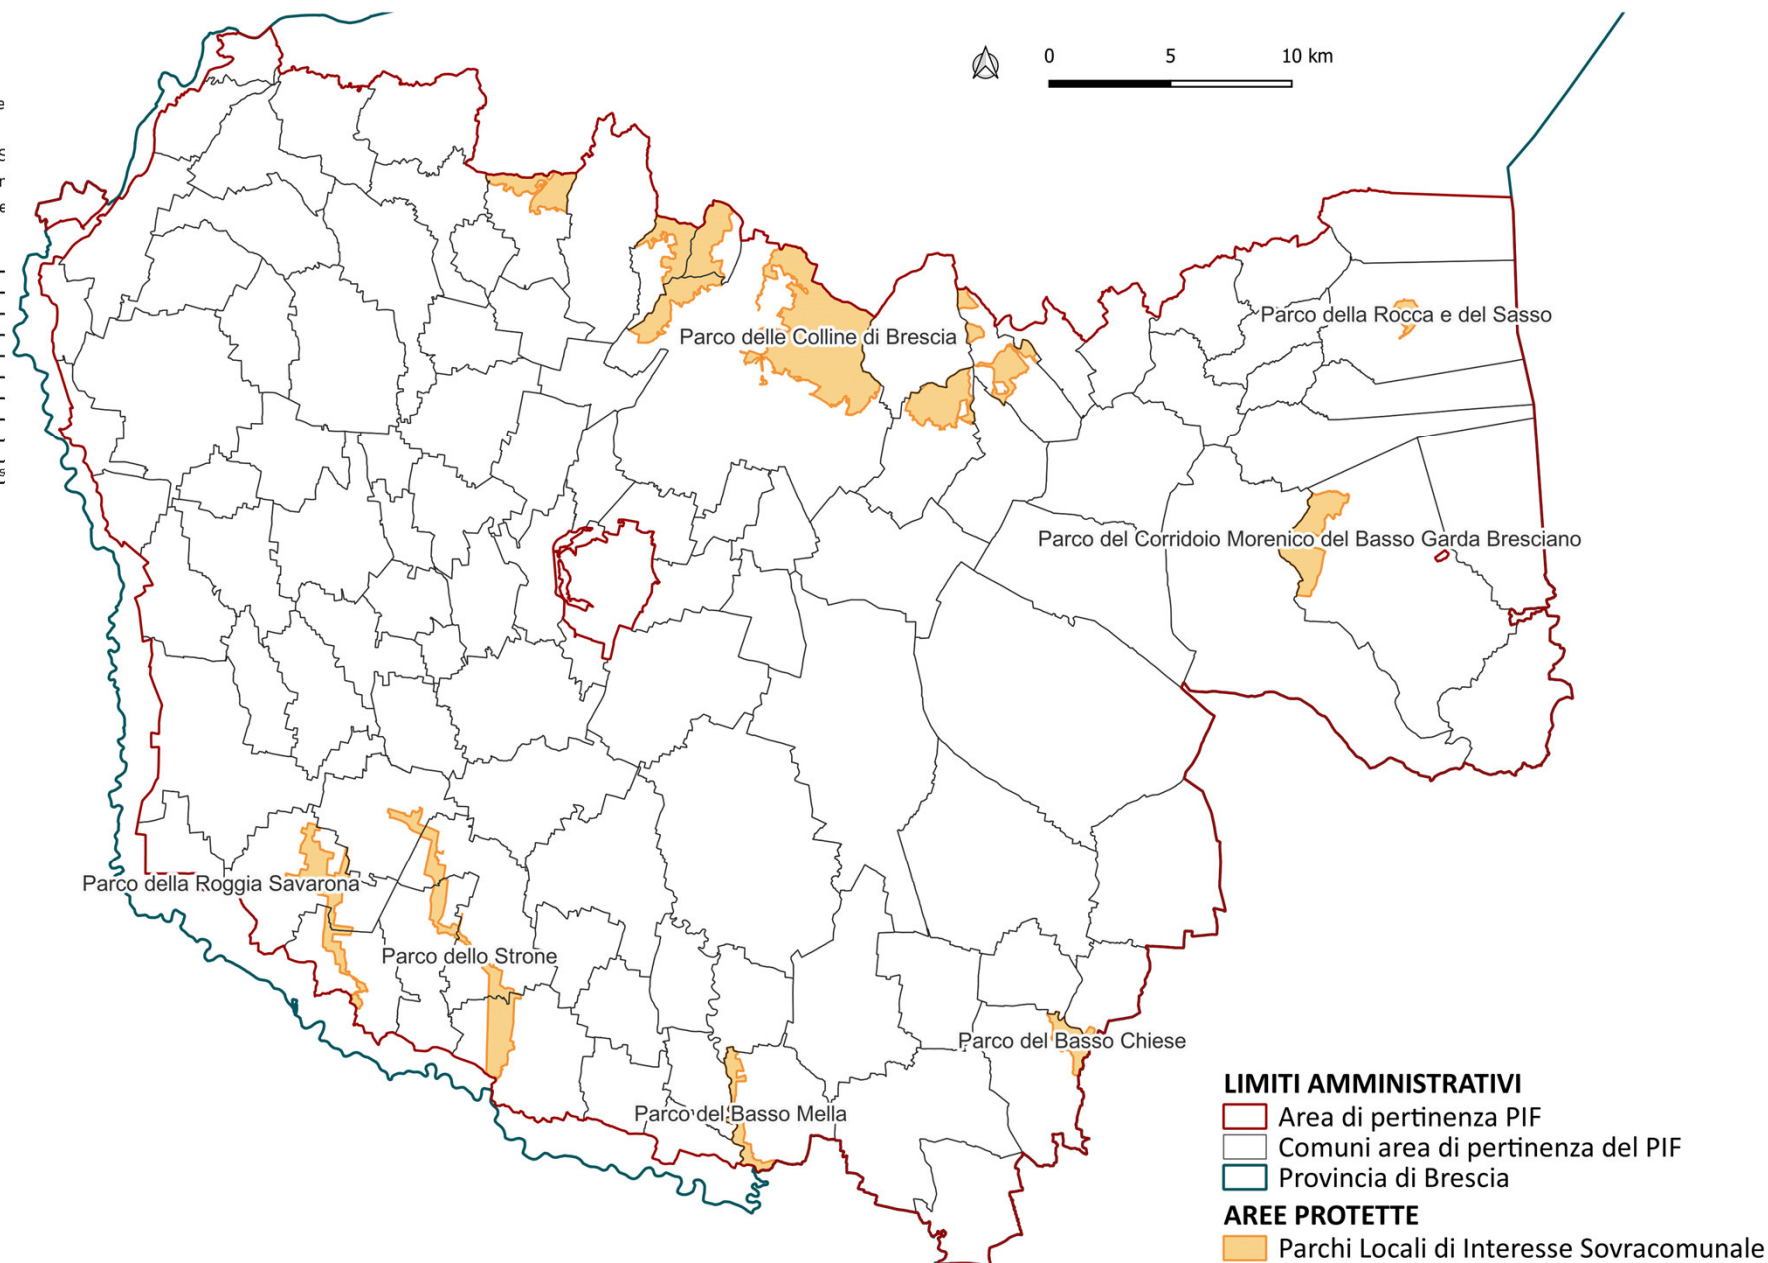 0 5 10 km
Parco della Rocca e del Sasso
Parco delle Colline di Brescia
Parco del Corridoio Morenico del Basso Garda Bresciano
Parco della Roggia Savarona
Parco dello Strone
Parco del Basso Chiese
Parco del Basso Mella
LIMITI AMMINISTRATIVI
Area di pertinenza PIF
Comuni area di pertinenza del PIF
Provincia di Brescia
AREE PROTETTE
Parchi Locali di Interesse Sovracomunale